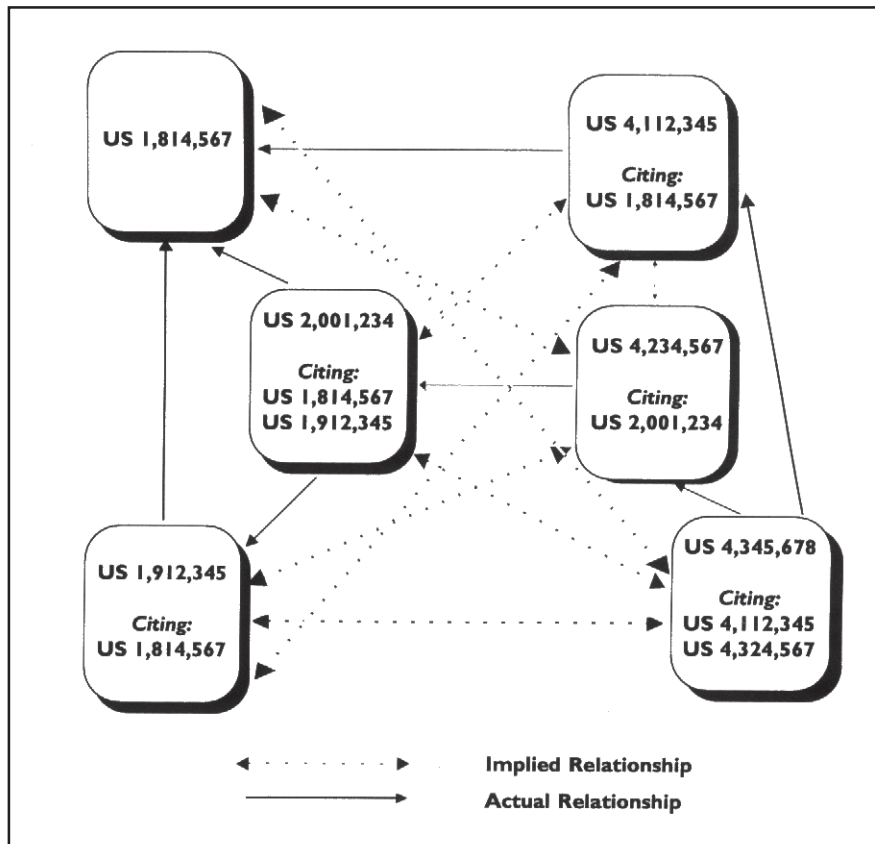 US 1,814,567
US 4,112,345
Citing:
US 1,814,567
US 2,001,234
Citing:
US 1,814,567
US 1,912,345
US 4,234,567
Citing:
US 2,001,234
US 1,912,345
Citing:
US 1,814,567
US 4,345,678
Citing:
US 4,112,345
US 4,324,567
Implied Relationship
Actual Relationship